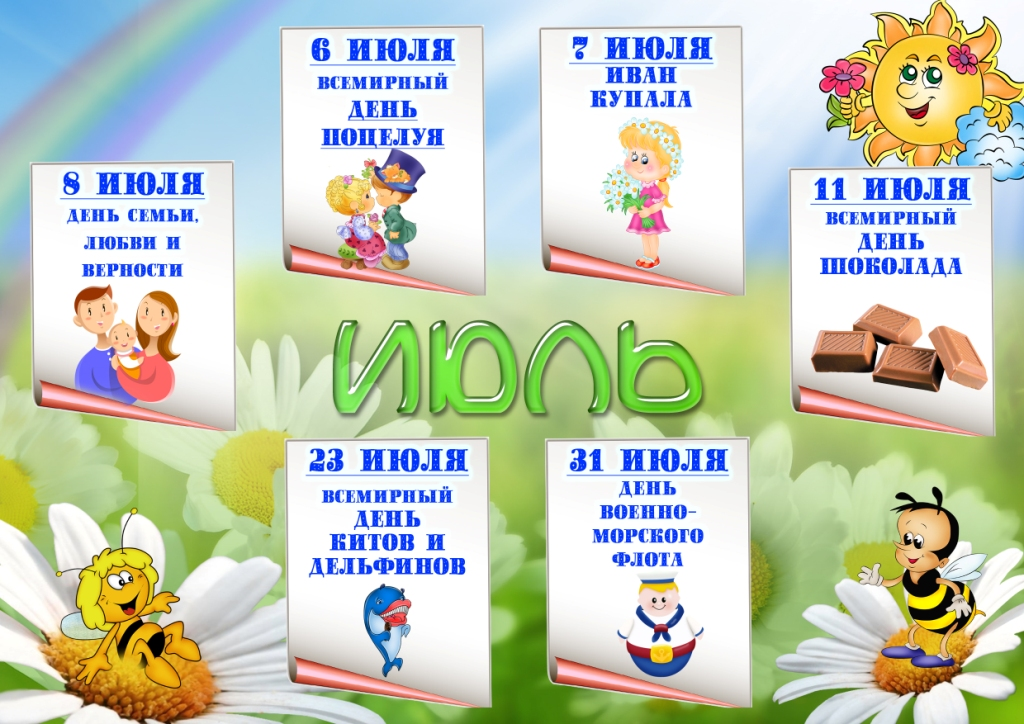 6 ИЮЛЯ
ВСЕМИРНЫЙ
ДЕНЬ
ПОЦЕЛУЯ
7 ИЮЛЯ
ИВАН
КУПАЛА
8 ИЮЛЯ
ДЕНЬ СЕМЬИ,
ЛЮБВИ И
ВЕРНОСТИ
11 ИЮЛЯ
ВСЕМИРНЫЙ
ДЕНЬ
ШОКОЛАДА
ИЮЛЬ
23 ИЮЛЯ
ВСЕМИРНЫЙ
ДЕНЬ
КИТОВ И
ДЕЛЬФИНОВ
31 ИЮЛЯ
ДЕНЬ
ВОЕННО-
МОРСКОГО
ФЛОТА